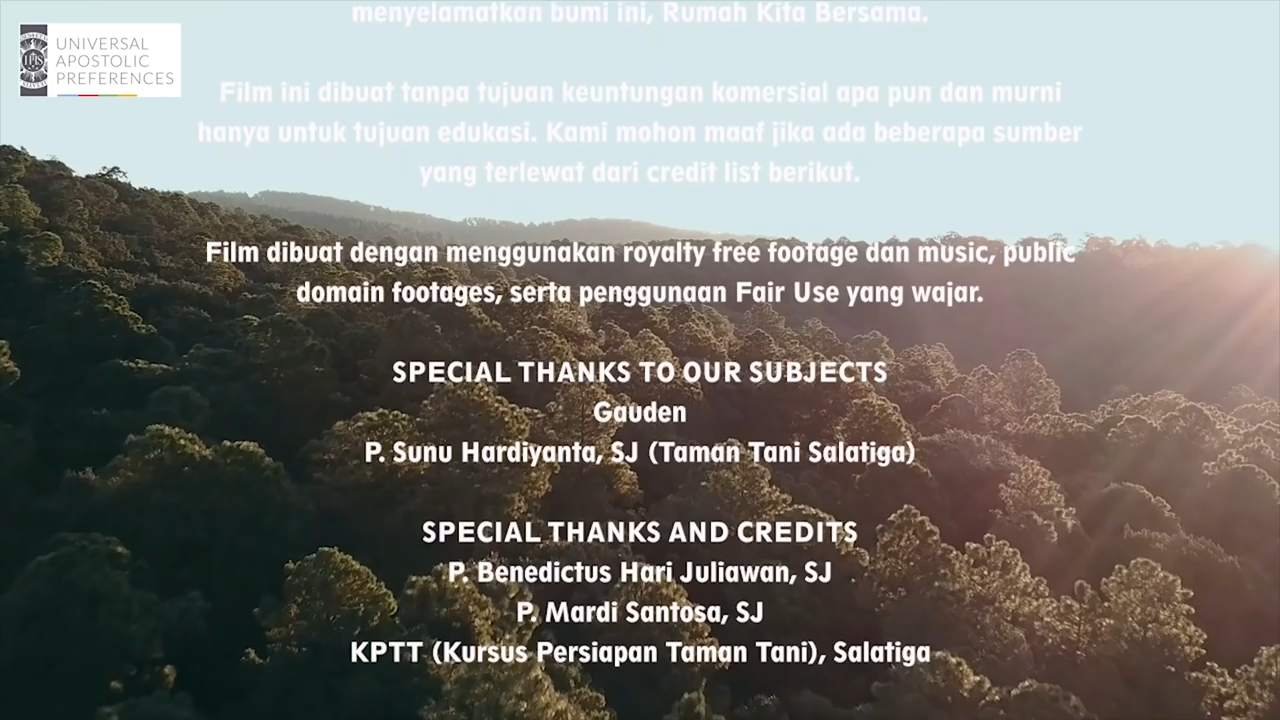 UNIVERSAL
APOSTOLIC
PREFERENCES
menyelamatkan bumi ini, Rumah Kita Bersama.
Film ini dibuat tanpa tujuan keuntungan komersial apa pun dan murni
hanya untuk tujuan edukasi. Kami mohon maaf jika ada beberapa sumber
yang terlewat dari credit list berikut.
Film dibuat dengan menggunakan royalty free footage dan music, public
domain footages, serta penggunaan Fair Use yang wajar.
SPECIAL THANKS TO OUR SUBJECTS
Gauden
P. Sunu Hardiyanta, SJ (Taman Tani Salatiga)
SPECIAL THANKS AND CREDITS
P. Benedictus Hari Juliawan, SJ
P. Mardi Santosa, SJ
KPTT (Kursus Persiapan Taman Tani), Salatiga